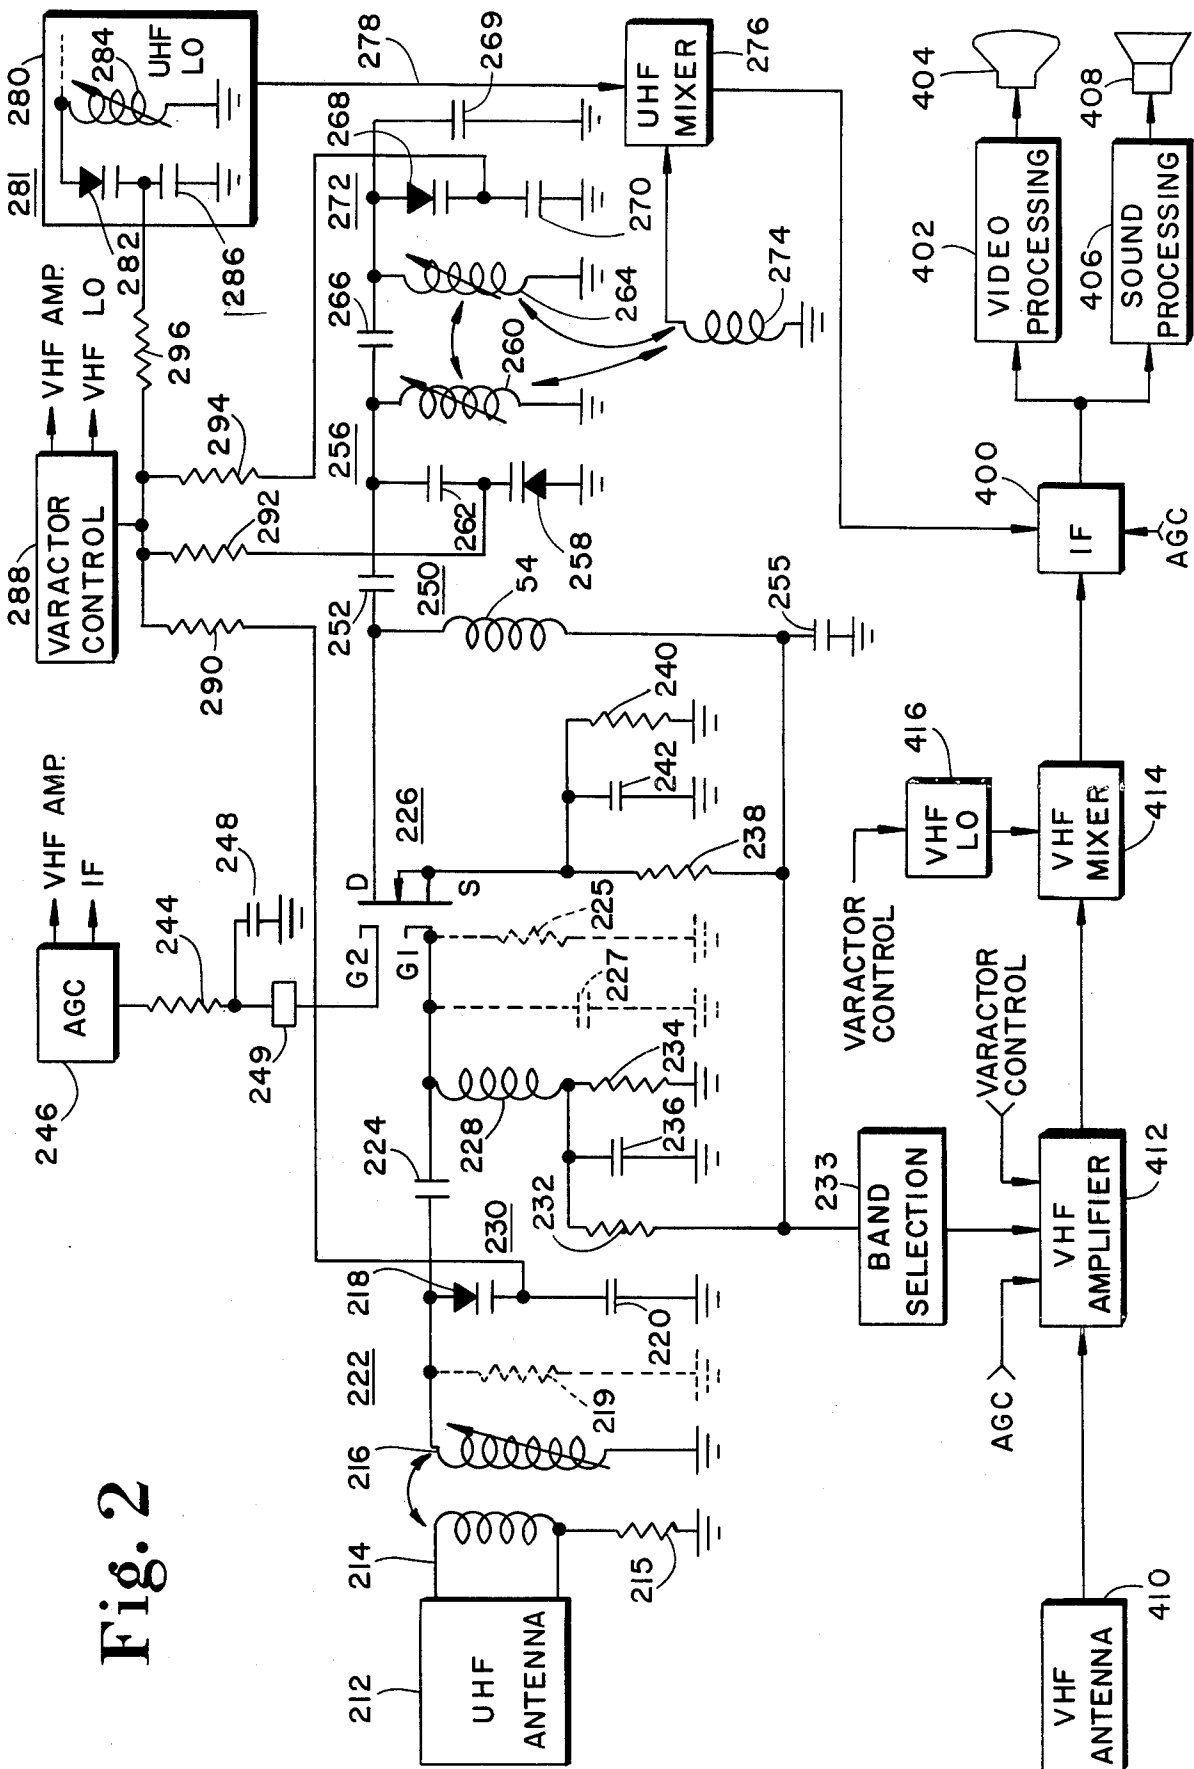 Fig. 2
212
UHF
ANTENNA
214
215
216
222
219
218
220
230
224
232
228
236
234
227
225
233
BAND
SELECTION
246
AGC
VHF AMP.
IF
244
248
249
G2
G1
D
S
226
238
242
240
288
VARACTOR
CONTROL
VHF AMP.
VHF LO
290
292
294
296
252
250
54
255
256
262
258
260
266
264
272
268
270
269
274
278
280
281
282
284
286
UHF
LO
UHF
MIXER
276
VHF
ANTENNA
410
AGC
VHF
AMPLIFIER
412
VARACTOR
CONTROL
VARACTOR
CONTROL
VHF
LO
416
VHF
MIXER
414
IF
400
AGC
402
VIDEO
PROCESSING
404
406
SOUND
PROCESSING
408